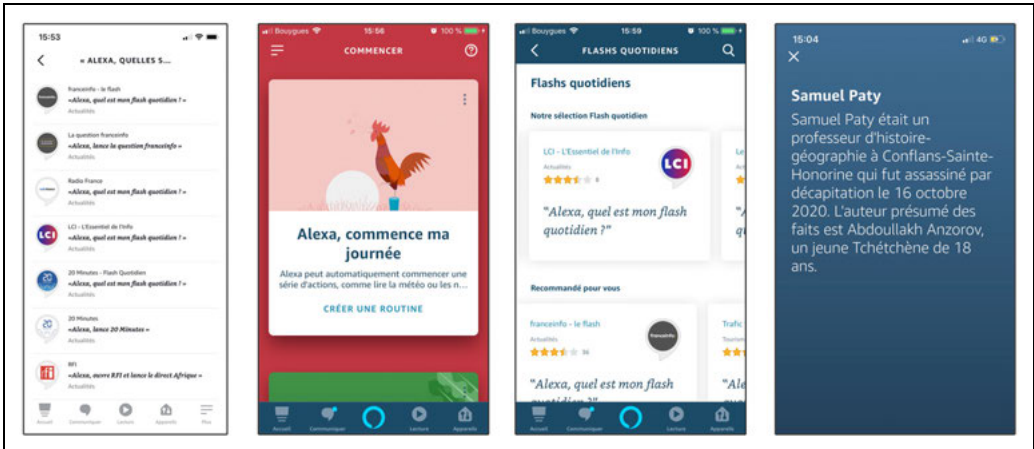 15:53
« ALEXA, QUELLES S...
franceinfo - le flash
«Alexa, quel est mon flash quotidien ? »
Actualités
La question franceinfo
«Alexa, lance la question franceinfo»
Actualités
Radio France
«Alexa, quel est mon flash quotidien ? »
Actualités
LCI
LCI - L'Essentiel de l'Info
«Alexa, quel est mon flash quotidien ? »
Actualités
20
20 Minutes - Flash Quotidien
«Alexa, quel est mon flash quotidien ? »
Actualités
20
20 Minutes
«Alexa, lance 20 Minutes »
Actualités
rfi
RFI
«Alexa, ouvre RFI et lance le direct Afrique »
Actualités
Accueil Communiquer Lecture Appareils Plus
Bouygues 15:56 100 %
COMMENCER
Alexa, commence ma
journée
Alexa peut automatiquement commencer une
série d'actions, comme lire la météo ou les n...
CRÉER UNE ROUTINE
Accueil Communiquer Lecture Appareils
Bouygues 15:59 100 %
FLASHS QUOTIDIENS
Flashs quotidiens
Notre sélection Flash quotidien
LCI - L'Essentiel de l'Info
Actualités
6
LCI
"Alexa, quel est mon flash
quotidien ?"
Recommandé pour vous
franceinfo - le flash
Actualités
36
franceinfo
"Alexa, quel est mon flash
quotidien ?"
Trafic
Tourism
"Ale
Accueil Communiquer Lecture Appareils
15:04
4G
Samuel Paty
Samuel Paty était un
professeur d'histoire-
géographie à Conflans-Sainte-
Honorine qui fut assassiné par
décapitation le 16 octobre
2020. L'auteur présumé des
faits est Abdoullakh Anzorov,
un jeune Tchétchène de 18
ans.